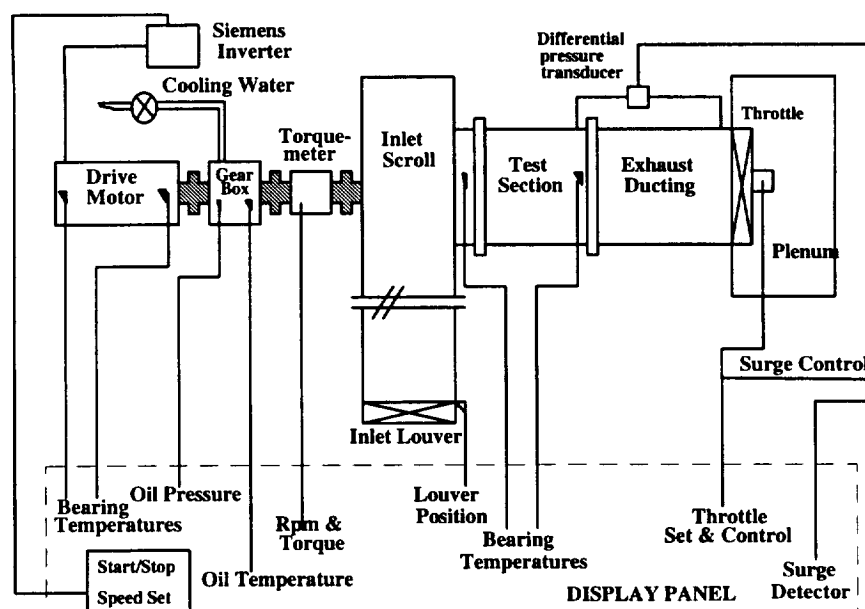 Siemens
Inverter
Differential
pressure
transducer
Cooling Water
Throttle
Torque-
meter
Inlet
Scroll
Test
Section
Exhaust
Ducting
Drive
Motor
Gear
Box
Plenum
Surge Control
Inlet Louver
Oil Pressure
Bearing
Temperatures
Louver
Position
Rpm &
Torque
Throttle
Set & Control
Bearing
Temperatures
Start/Stop
Speed Set
Oil Temperature
DISPLAY PANEL
Surge
Detector